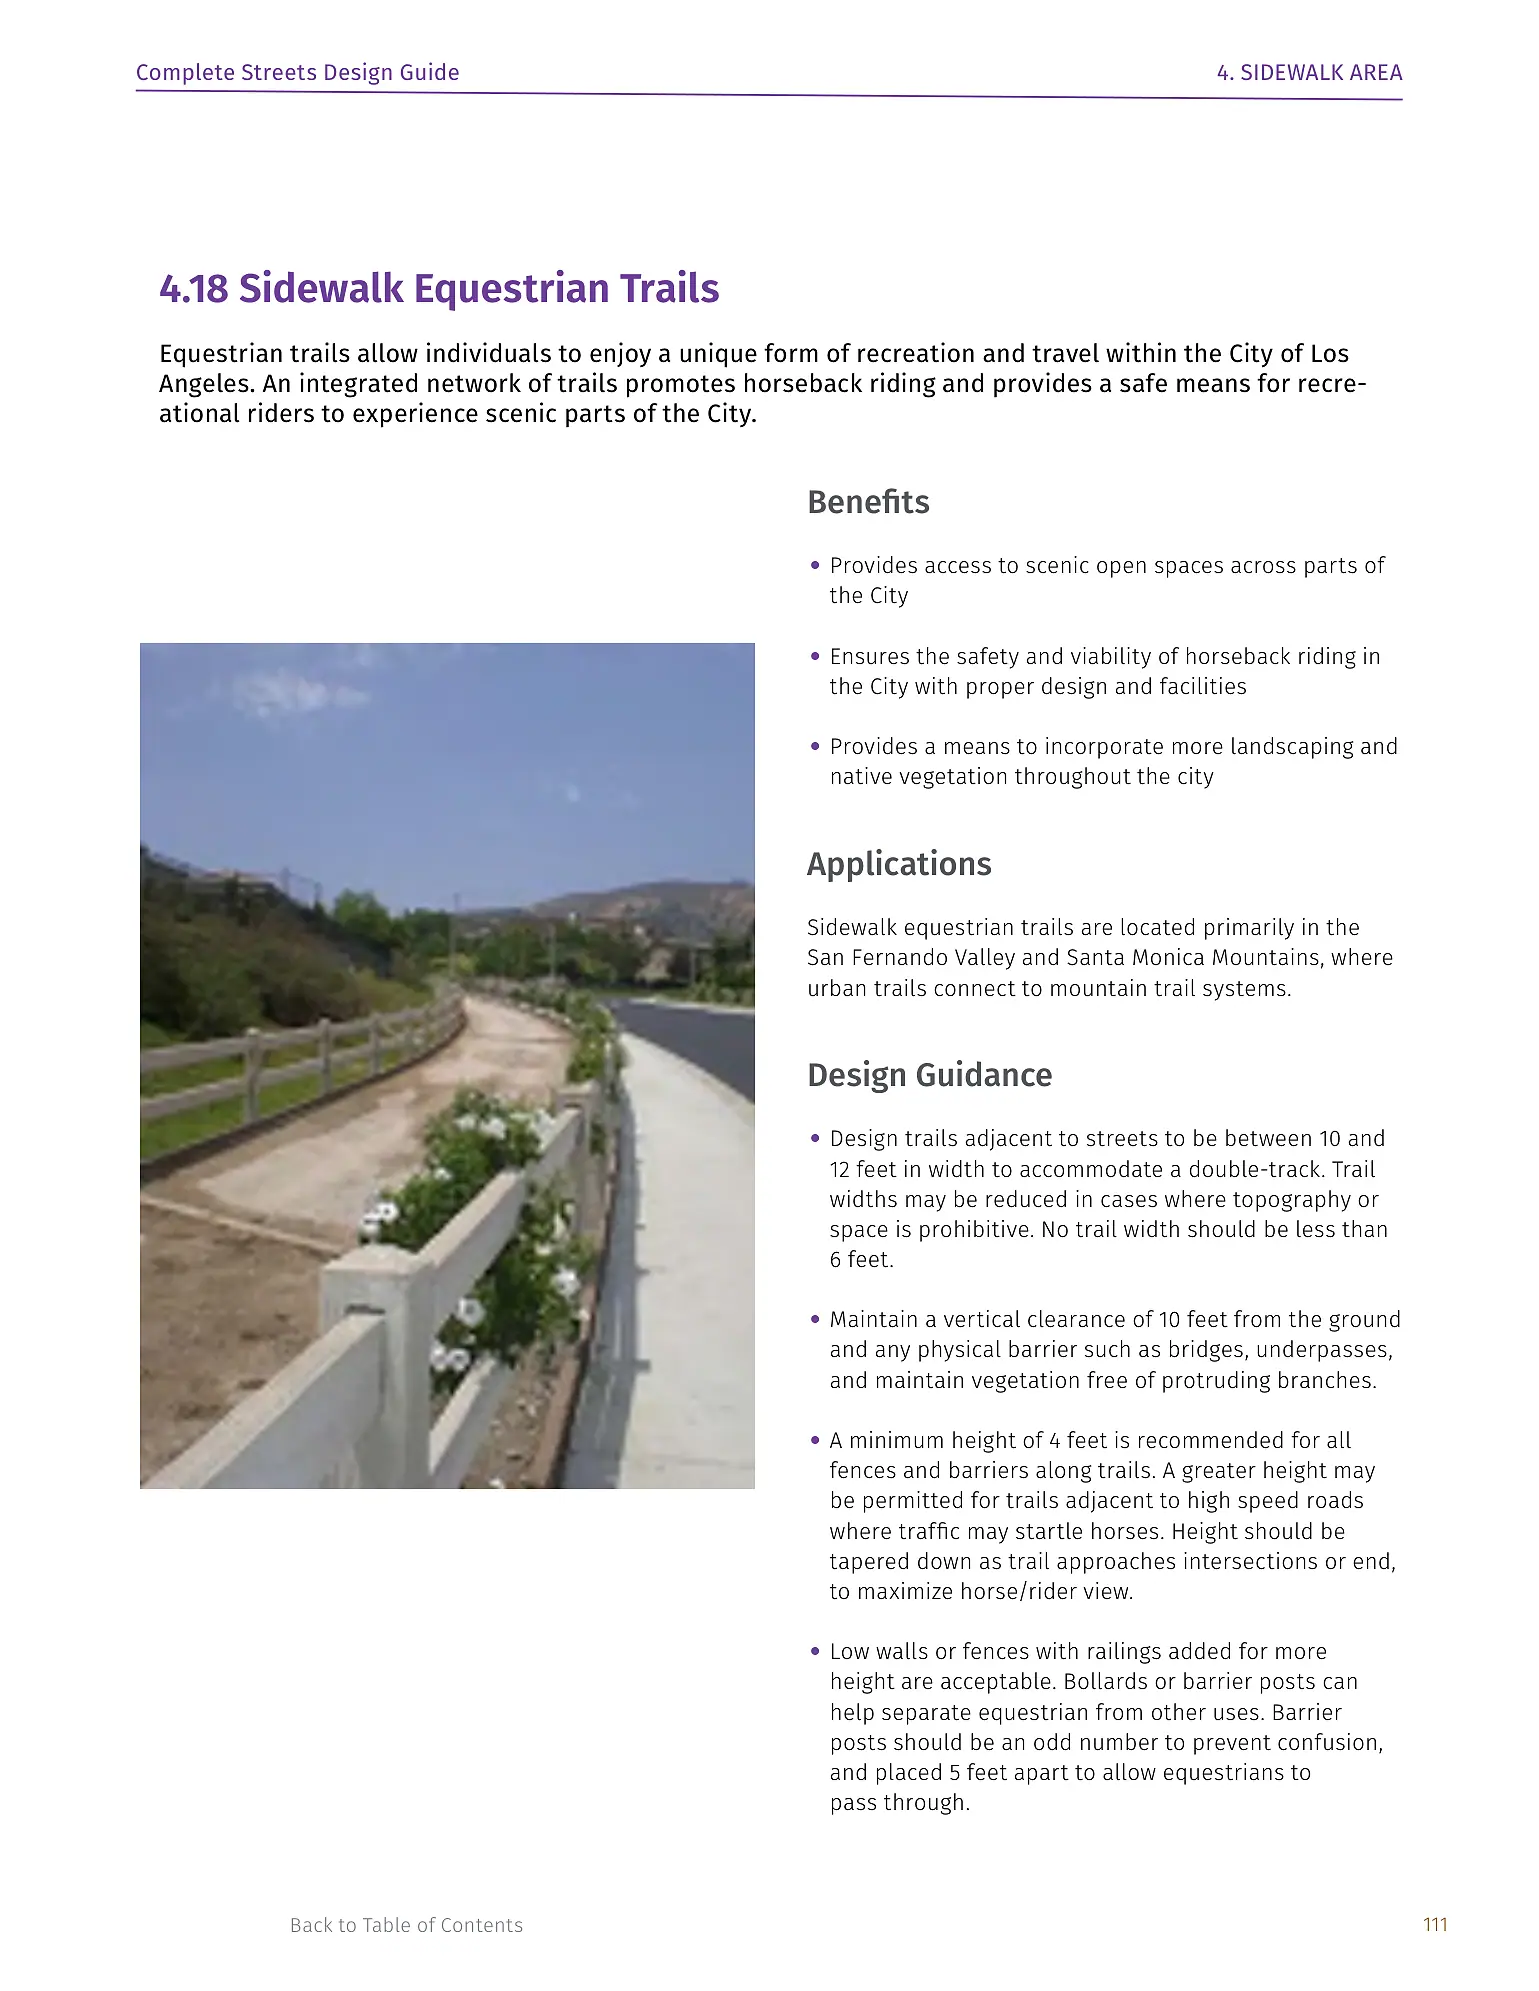 Complete Streets Design Guide
4. SIDEWALK AREA
4.18 Sidewalk Equestrian Trails
Equestrian trails allow individuals to enjoy a unique form of recreation and travel within the City of Los
Angeles. An integrated network of trails promotes horseback riding and provides a safe means for recre-
ational riders to experience scenic parts of the City.
Benefits
• Provides access to scenic open spaces across parts of
the City
• Ensures the safety and viability of horseback riding in
the City with proper design and facilities
• Provides a means to incorporate more landscaping and
native vegetation throughout the city
Applications
Sidewalk equestrian trails are located primarily in the
San Fernando Valley and Santa Monica Mountains, where
urban trails connect to mountain trail systems.
Design Guidance
• Design trails adjacent to streets to be between 10 and
12 feet in width to accommodate a double-track. Trail
widths may be reduced in cases where topography or
space is prohibitive. No trail width should be less than
6 feet.
• Maintain a vertical clearance of 10 feet from the ground
and any physical barrier such as bridges, underpasses,
and maintain vegetation free of protruding branches.
• A minimum height of 4 feet is recommended for all
fences and barriers along trails. A greater height may
be permitted for trails adjacent to high speed roads
where traffic may startle horses. Height should be
tapered down as trail approaches intersections or end,
to maximize horse/rider view.
• Low walls or fences with railings added for more
height are acceptable. Bollards or barrier posts can
help separate equestrian from other uses. Barrier
posts should be an odd number to prevent confusion,
and placed 5 feet apart to allow equestrians to
pass through.
Back to Table of Contents
111